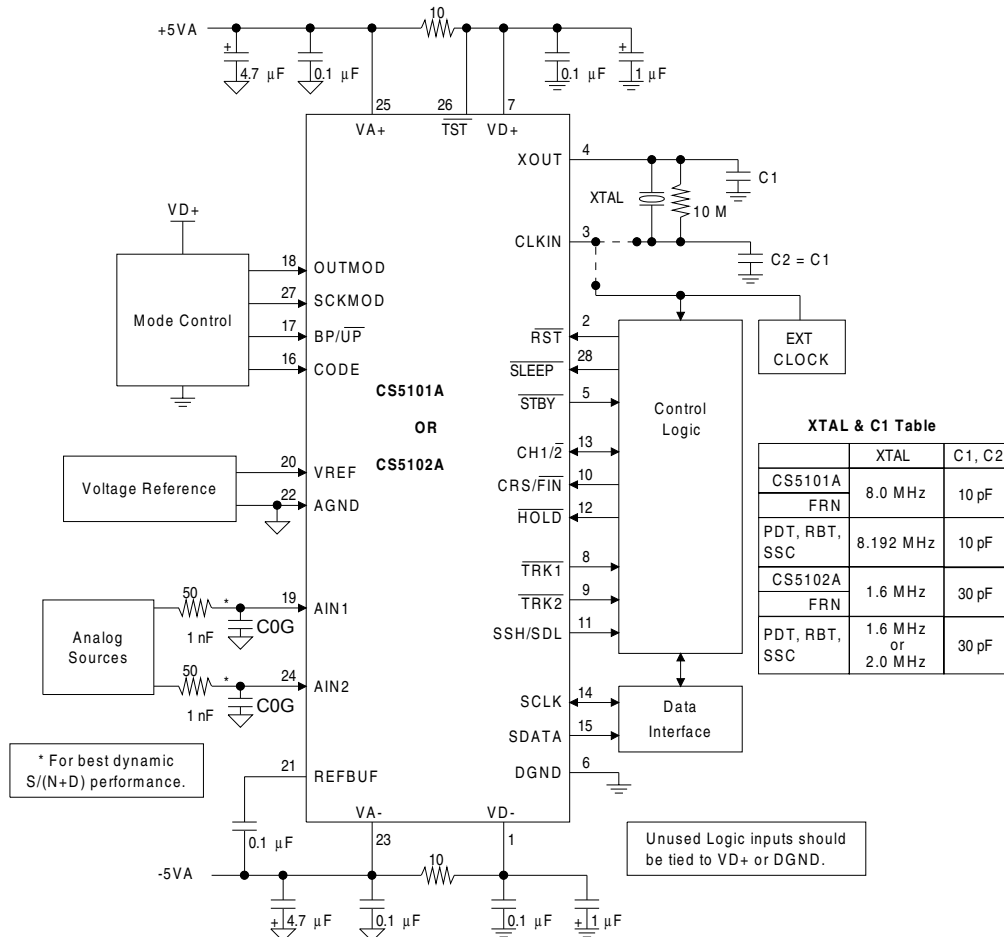 10
+5VA
+
4.7 μF
0.1 μF
0.1 μF
+
1 μF
25
26
7
VA+
TST
VD+
XOUT
4
C1
XTAL
10 M
CLKIN
3
C2 = C1
VD+
Mode Control
18
OUTMOD
27
SCKMOD
17
BP/UP
16
CODE
CS5101A
OR
CS5102A
RST
2
SLEEP
28
STBY
5
CH1/2
13
CRS/FIN
10
HOLD
12
TRK1
8
TRK2
9
SSH/SDL
11
Control
Logic
EXT
CLOCK
Voltage Reference
20
VREF
22
AGND
XTAL & C1 Table
XTAL C1, C2
CS5101A
FRN
8.0 MHz 10 pF
PDT, RBT,
SSC
8.192 MHz 10 pF
CS5102A
FRN
1.6 MHz 30 pF
PDT, RBT,
SSC
1.6 MHz
or
2.0 MHz
30 pF
Analog
Sources
50
*
19
AIN1
1 nF
C0G
50
*
24
AIN2
1 nF
C0G
SCLK
14
SDATA
15
Data
Interface
DGND
6
* For best dynamic
S/(N+D) performance.
21
REFBUF
0.1 μF
VA-
23
VD-
1
Unused Logic inputs should
be tied to VD+ or DGND.
-5VA
10
+
4.7 μF
0.1 μF
0.1 μF
+
1 μF